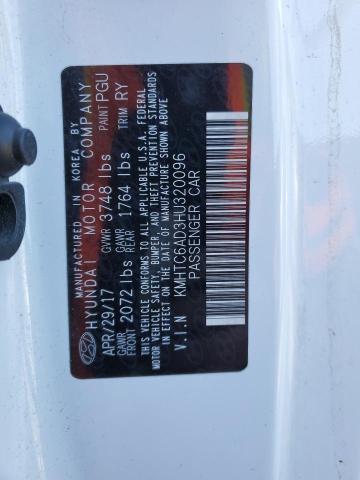 MANUFACTURED IN KOREA BY
HYUNDAI MOTOR COMPANY
APR/29/17 GVWR 3748 lbs PAINT PGU
GAWR FRONT 2072 lbs GAWR REAR 1764 lbs TRIM RY
THIS VEHICLE CONFORMS TO ALL APPLICABLE U.S.A. FEDERAL
MOTOR VEHICLE SAFETY, BUMPER, AND THEFT PREVENTION STANDARDS
IN EFFECT ON THE DATE OF MANUFACTURE SHOWN ABOVE
V.I.N KMHTC6AD3HU320096
PASSENGER CAR